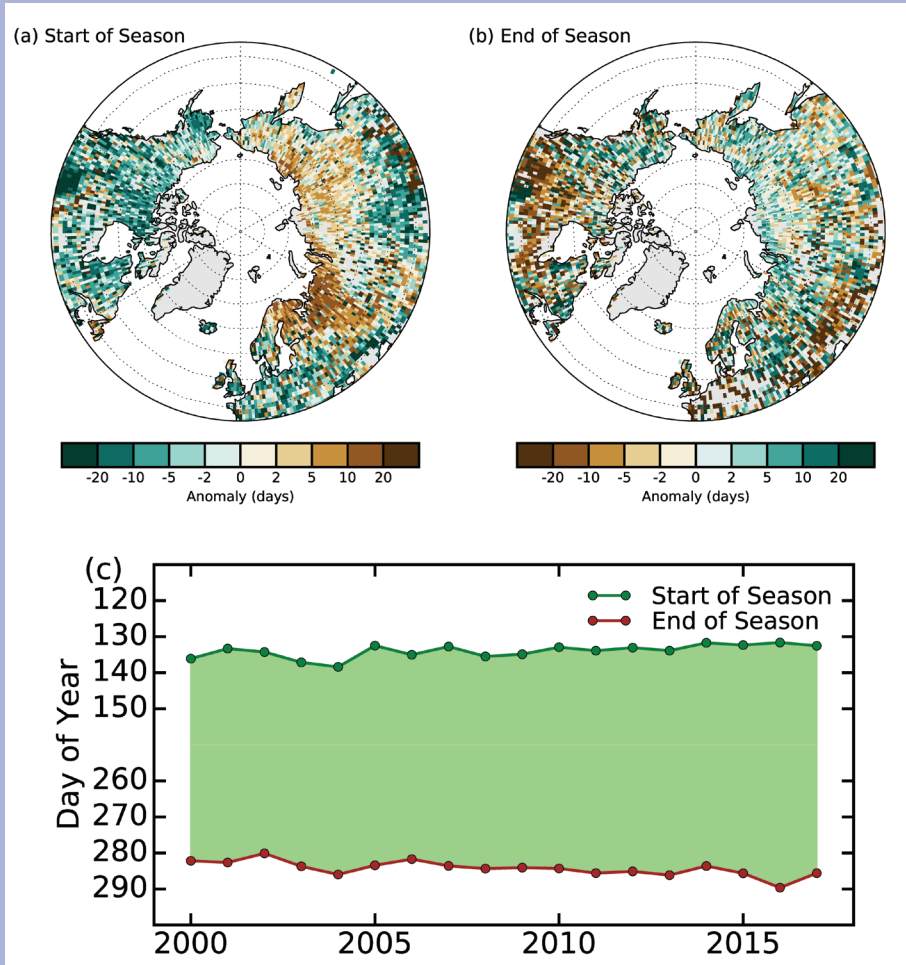 (a) Start of Season
(b) End of Season
-20 -10 -5 -2 0 2 5 10 20
Anomaly (days)
-20 -10 -5 -2 0 2 5 10 20
Anomaly (days)
(c)
Start of Season
End of Season
Day of Year
120
130
140
150
260
270
280
290
2000 2005 2010 2015